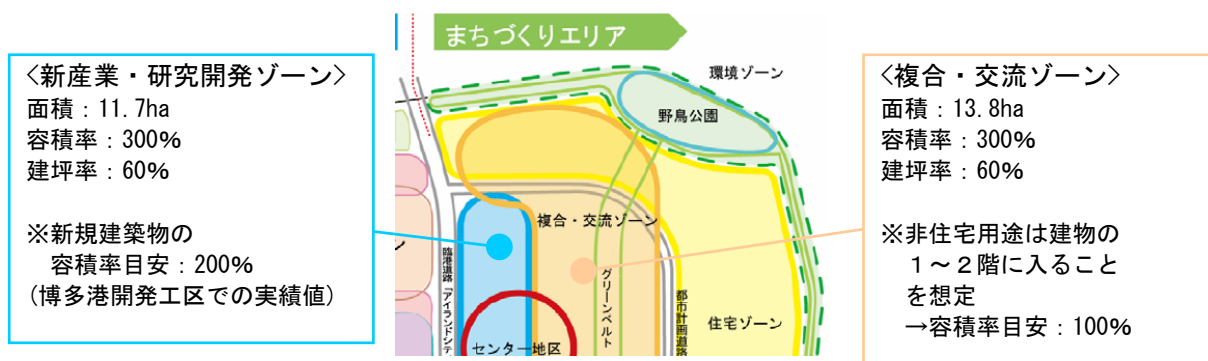 まちづくりエリア
〈新産業・研究開発ゾーン〉
面積：11.7ha
容積率：300%
建坪率：60%
※新規建築物の
容積率目安：200%
(博多港開発工区での実績値)
環境ゾーン
野鳥公園
複合・交流ゾーン
ン
臨港道路「アイランドシテ
グリーンベルト
都市計画道路
住宅ゾーン
センター地区
〈複合・交流ゾーン〉
面積：13.8ha
容積率：300%
建坪率：60%
※非住宅用途は建物の
１～２階に入ること
を想定
→容積率目安：100%